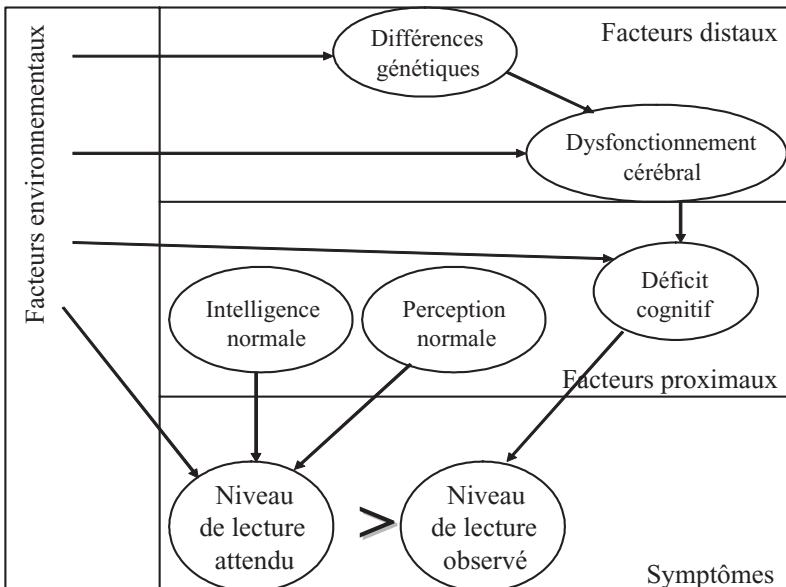 Facteurs environnementaux
Facteurs distaux
Différences
génétiques
Dysfonctionnement
cérébral
Intelligence
normale
Perception
normale
Déficit
cognitif
Facteurs proximaux
Niveau
de lecture
attendu
>
Niveau
de lecture
observé
Symptômes